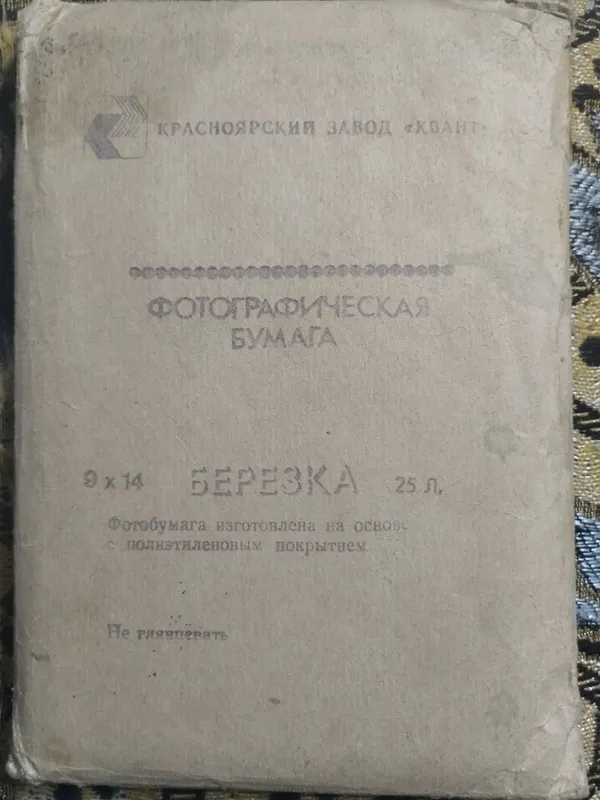 КРАСНОЯРСКИЙ ЗАВОД «КВАНТ»
ФОТОГРАФИЧЕСКАЯ
БУМАГА
9 х 14 БЕРЕЗКА 25 Л.
Фотобумага изготовлена на основе
с полиэтиленовым покрытием
Не глянцевать